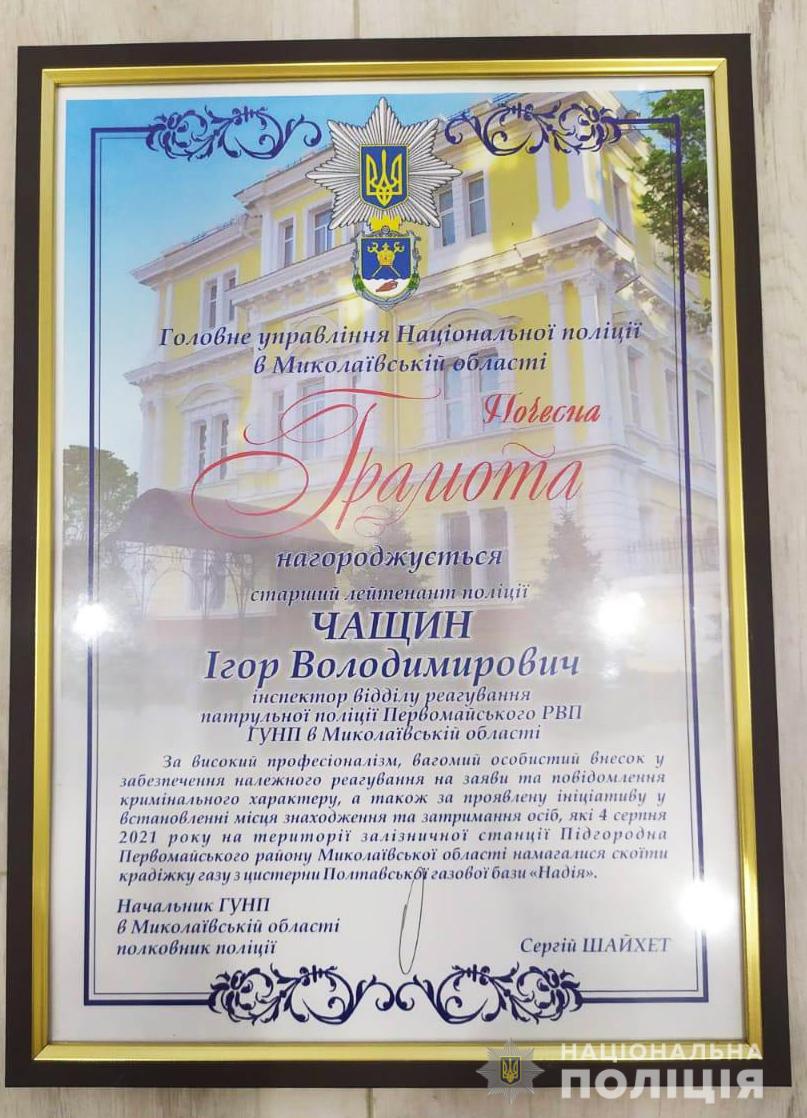 Головне управління Національної поліції
в Миколаївській області
Почесна
Грамота
нагороджується
старший лейтенант поліції
ЧАЩИН
Ігор Володимирович
інспектор відділу реагування
патрульної поліції Первомайського РВП
ГУНП в Миколаївській області
За високий професіоналізм, вагомий особистий внесок у
забезпечення належного реагування на заяви та повідомлення
кримінального характеру, а також за проявлену ініціативу у
встановленні місця знаходження та затримання осіб, які 4 серпня
2021 року на території залізничної станції Підгородна
Первомайського району Миколаївської області намагалися скоїти
крадіжку газу з цистерни Полтавської газової бази «Надія».
Начальник ГУНП
в Миколаївській області
полковник поліції
Сергій ШАЙХЕТ
НАЦІОНАЛЬНА
ПОЛІЦІЯ